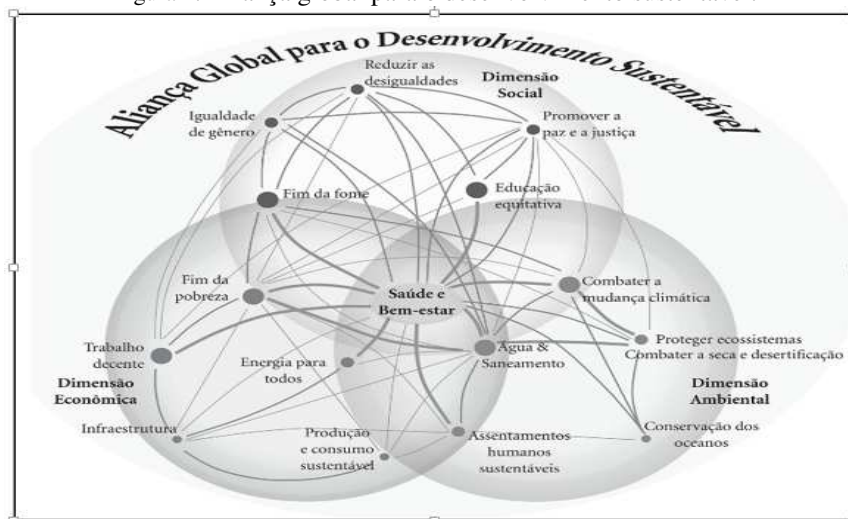 Aliança Global para o Desenvolvimento Sustentável
Reduzir as
desigualdades
Dimensão
Social
Igualdade
de gênero
Promover a
paz e a justiça
Fim da fome
Educação
equitativa
Fim da
pobreza
Saúde e
Bem-estar
Combater a
mudança climática
Trabalho
decente
Energia para
todos
Água &
Saneamento
Proteger ecossistemas
Combater a seca e desertificação
Dimensão
Econômica
Dimensão
Ambiental
Infraestrutura
Produção
e consumo
sustentável
Assentamentos
humanos
sustentáveis
Conservação dos
oceanos